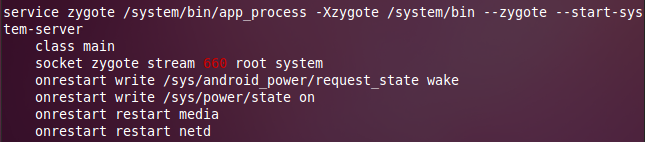 service zygote /system/bin/app_process -Xzygote /system/bin --zygote --start-sys
tem-server
    class main
    socket zygote stream 660 root system
    onrestart write /sys/android_power/request_state wake
    onrestart write /sys/power/state on
    onrestart restart media
    onrestart restart netd